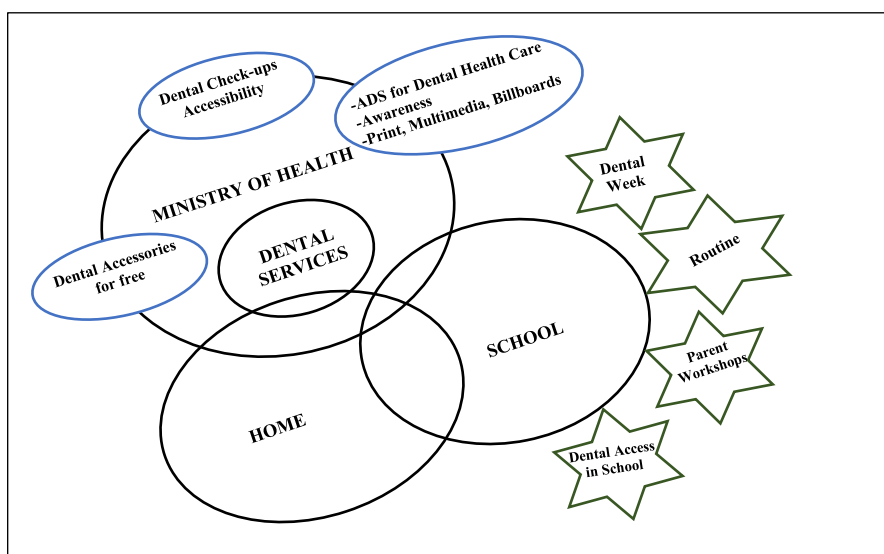 Dental Check-ups
Accessibility
-ADS for Dental Health Care
-Awareness
-Print, Multimedia, Billboards
MINISTRY OF HEALTH
DENTAL
SERVICES
Dental Accessories
for free
Dental
Week
Routine
SCHOOL
Parent
Workshops
HOME
Dental Access
in School